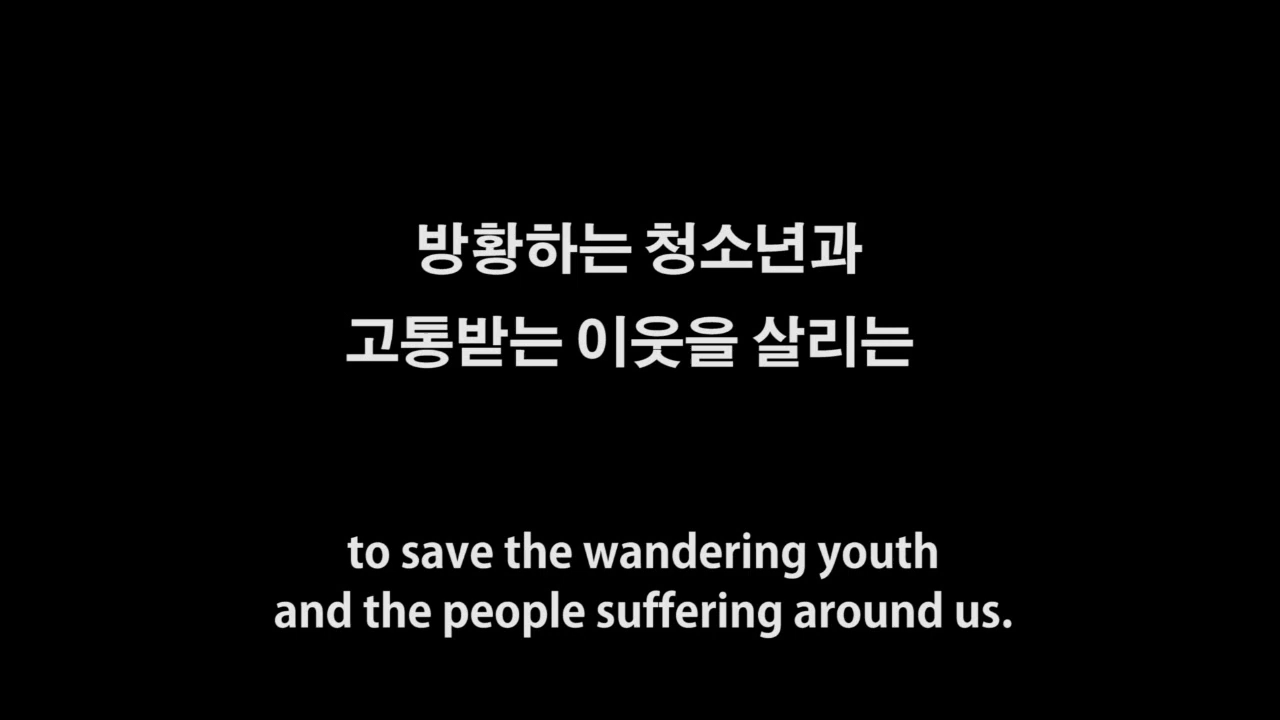 방황하는 청소년과
고통받는 이웃을 살리는
to save the wandering youth
and the people suffering around us.